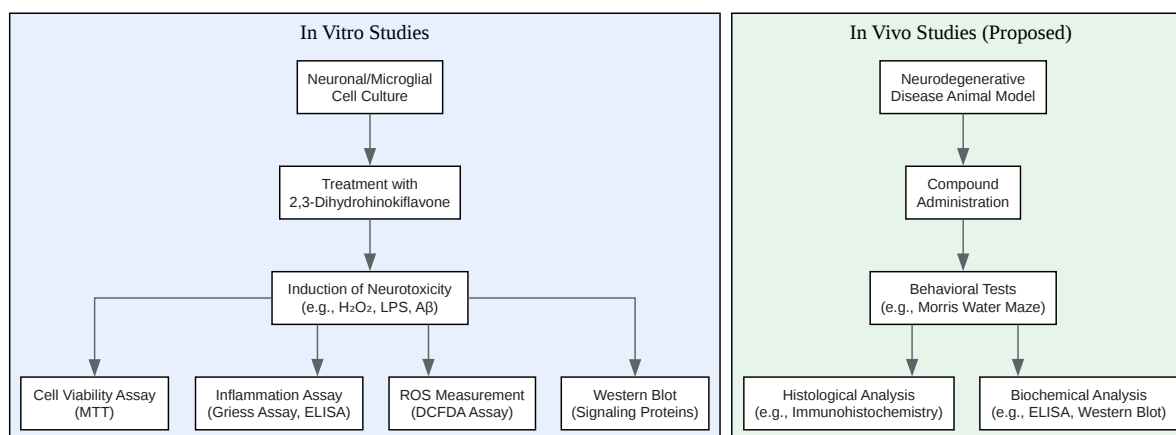 In Vitro Studies
Neuronal/Microglial
Cell Culture
Treatment with
2,3-Dihydrohinokiflavone
Induction of Neurotoxicity
(e.g., H₂O₂, LPS, Aβ)
Cell Viability Assay
(MTT)
Inflammation Assay
(Griess Assay, ELISA)
ROS Measurement
(DCFDA Assay)
Western Blot
(Signaling Proteins)
In Vivo Studies (Proposed)
Neurodegenerative
Disease Animal Model
Compound
Administration
Behavioral Tests
(e.g., Morris Water Maze)
Histological Analysis
(e.g., Immunohistochemistry)
Biochemical Analysis
(e.g., ELISA, Western Blot)